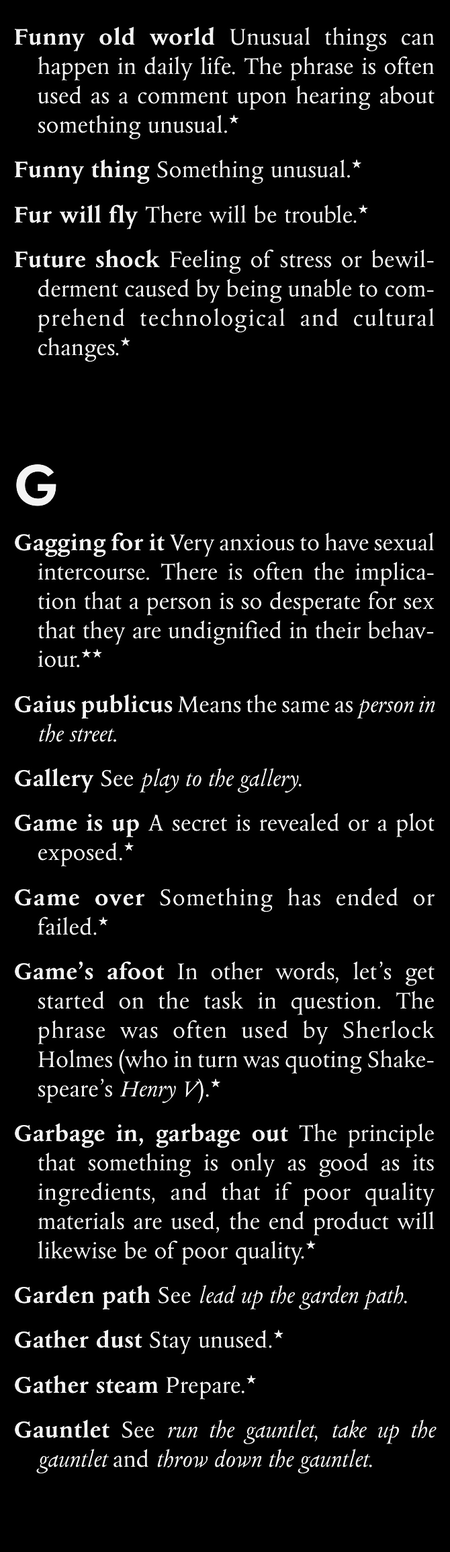 Funny old world Unusual things can
happen in daily life. The phrase is often
used as a comment upon hearing about
something unusual.★
Funny thing Something unusual.★
Fur will fly There will be trouble.★
Future shock Feeling of stress or bewil-
derment caused by being unable to com-
prehend technological and cultural
changes.★
G
Gagging for it Very anxious to have sexual
intercourse. There is often the implica-
tion that a person is so desperate for sex
that they are undignified in their behav-
iour.★★
Gaius publicus Means the same as person in
the street.
Gallery See play to the gallery.
Game is up A secret is revealed or a plot
exposed.★
Game over Something has ended or
failed.★
Game’s afoot In other words, let’s get
started on the task in question. The
phrase was often used by Sherlock
Holmes (who in turn was quoting Shake-
speare’s Henry V).★
Garbage in, garbage out The principle
that something is only as good as its
ingredients, and that if poor quality
materials are used, the end product will
likewise be of poor quality.★
Garden path See lead up the garden path.
Gather dust Stay unused.★
Gather steam Prepare.★
Gauntlet See run the gauntlet, take up the
gauntlet and throw down the gauntlet.